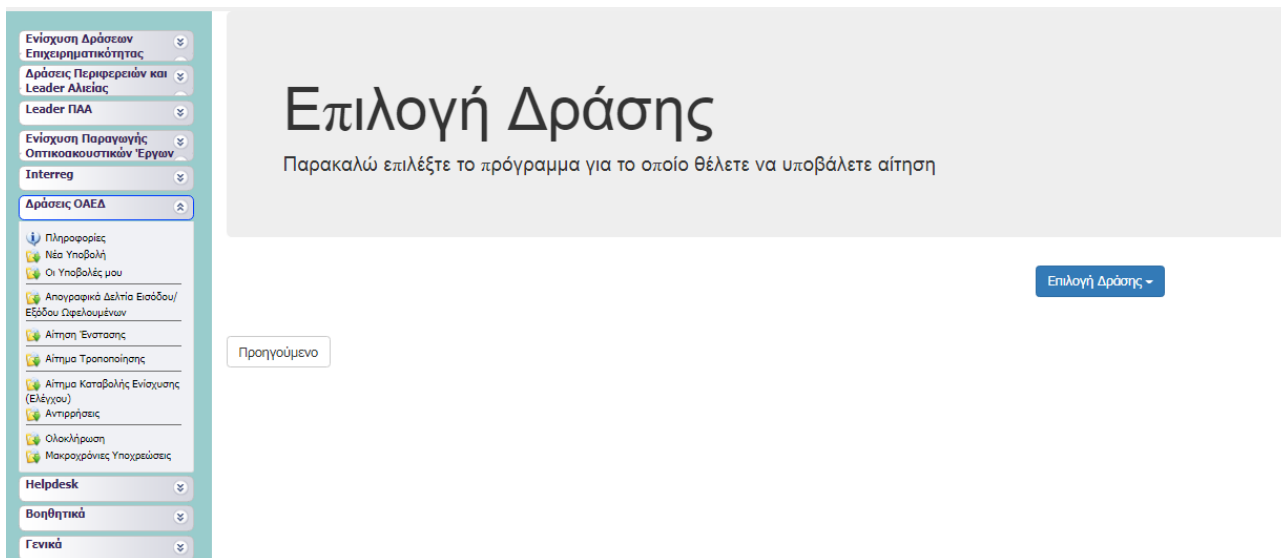 Ενίσχυση Δράσεων
Επιχειρηματικότητας
Δράσεις Περιφερειών και
Leader Αλιείας
Leader ΠΑΑ
Ενίσχυση Παραγωγής
Οπτικοακουστικών Έργων
Interreg
Δράσεις ΟΑΕΔ
Πληροφορίες
Νέα Υποβολή
Οι Υποβολές μου
Απογραφικά Δελτία Εισόδου/
Εξόδου Ωφελουμένων
Αίτηση Ένστασης
Αίτημα Τροποποίησης
Αίτημα Καταβολής Ενίσχυσης
(Ελέγχου)
Αντιρρήσεις
Ολοκλήρωση
Μακροχρόνιες Υποχρεώσεις
Helpdesk
Βοηθητικά
Γενικά
Επιλογή Δράσης
Παρακαλώ επιλέξτε το πρόγραμμα για το οποίο θέλετε να υποβάλετε αίτηση
Επιλογή Δράσης
Προηγούμενο